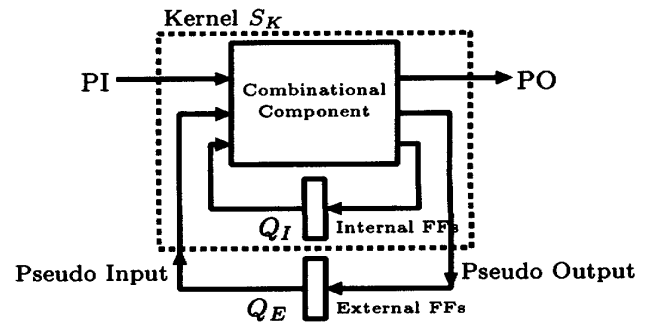 Kernel S_K
PI
Combinational
Component
PO
Q_I
Internal FFs
Pseudo Input
Pseudo Output
Q_E
External FFs